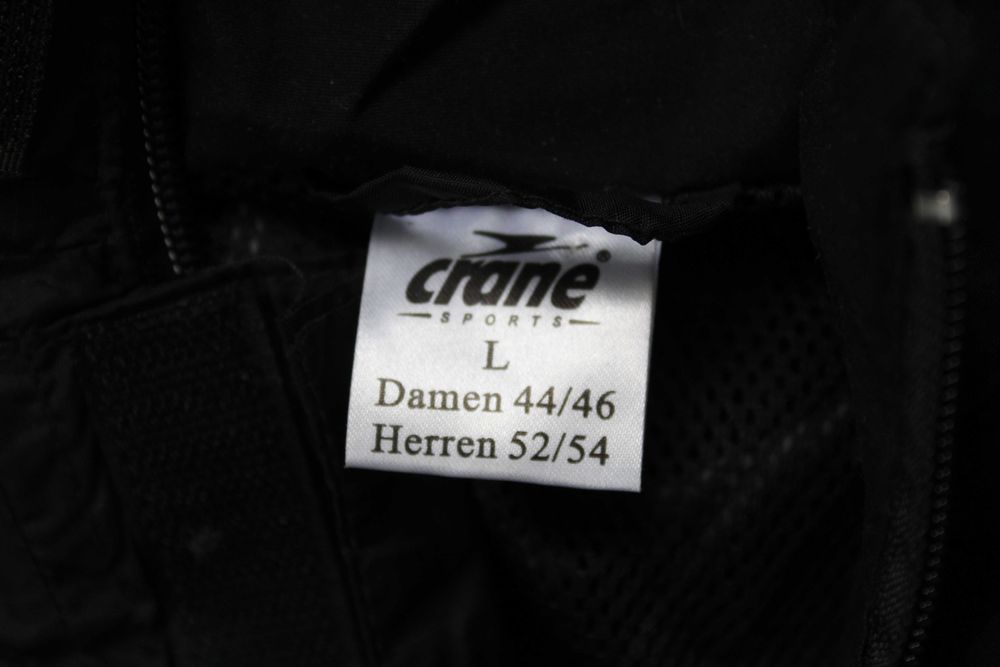 crane®
SPORTS
L
Damen 44/46
Herren 52/54